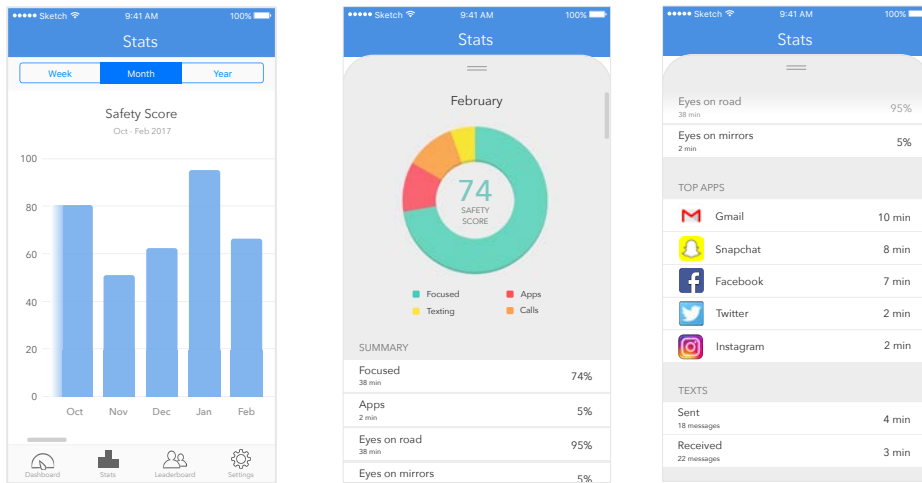 Sketch 9:41 AM 100%
Stats
Week Month Year
Safety Score
Oct - Feb 2017
100
80
60
40
20
0
Oct Nov Dec Jan Feb
Dashboard Stats Leaderboard Settings
Sketch 9:41 AM 100%
Stats
February
74
SAFETY
SCORE
Focused Apps
Texting Calls
SUMMARY
Focused
38 min
74%
Apps
2 min
5%
Eyes on road
38 min
95%
Eyes on mirrors
5%
Sketch 9:41 AM 100%
Stats
Eyes on road
38 min
95%
Eyes on mirrors
2 min
5%
TOP APPS
Gmail 10 min
Snapchat 8 min
Facebook 7 min
Twitter 2 min
Instagram 2 min
TEXTS
Sent
18 messages
4 min
Received
22 messages
3 min